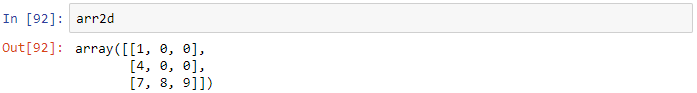 In [92]: arr2d
Out[92]: array([[1, 0, 0],
[4, 0, 0],
[7, 8, 9]])